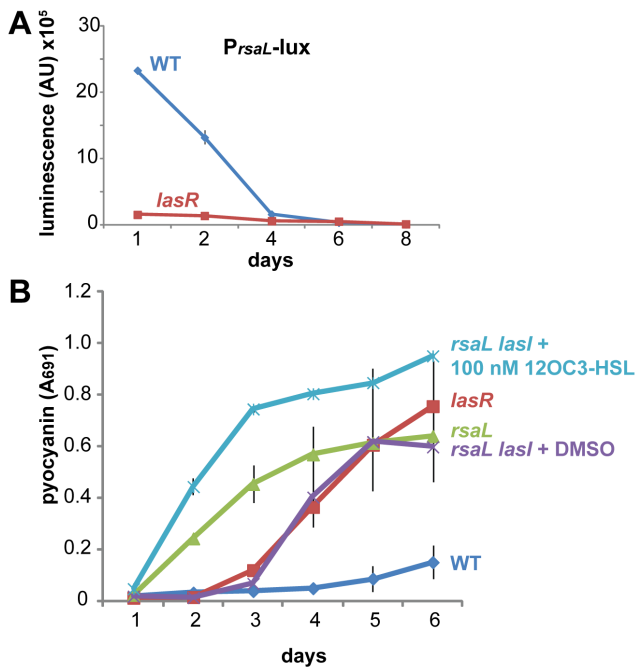 A
PrsaL-lux
luminescence (AU) x10⁵
30
20
10
0
WT
lasR
1 2 4 6 8
days
B
pyocyanin (A691)
1.2
1.0
0.8
0.6
0.4
0.2
0
rsaL lasI +
100 nM 12OC3-HSL
lasR
rsaL
rsaL lasI + DMSO
WT
1 2 3 4 5 6
days